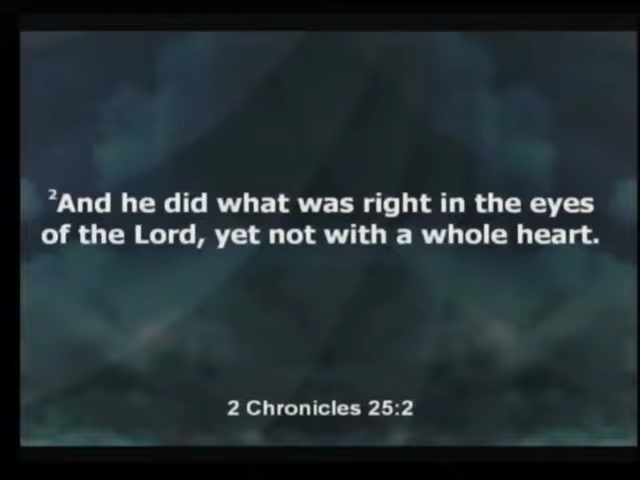 ²And he did what was right in the eyes
of the Lord, yet not with a whole heart.
2 Chronicles 25:2